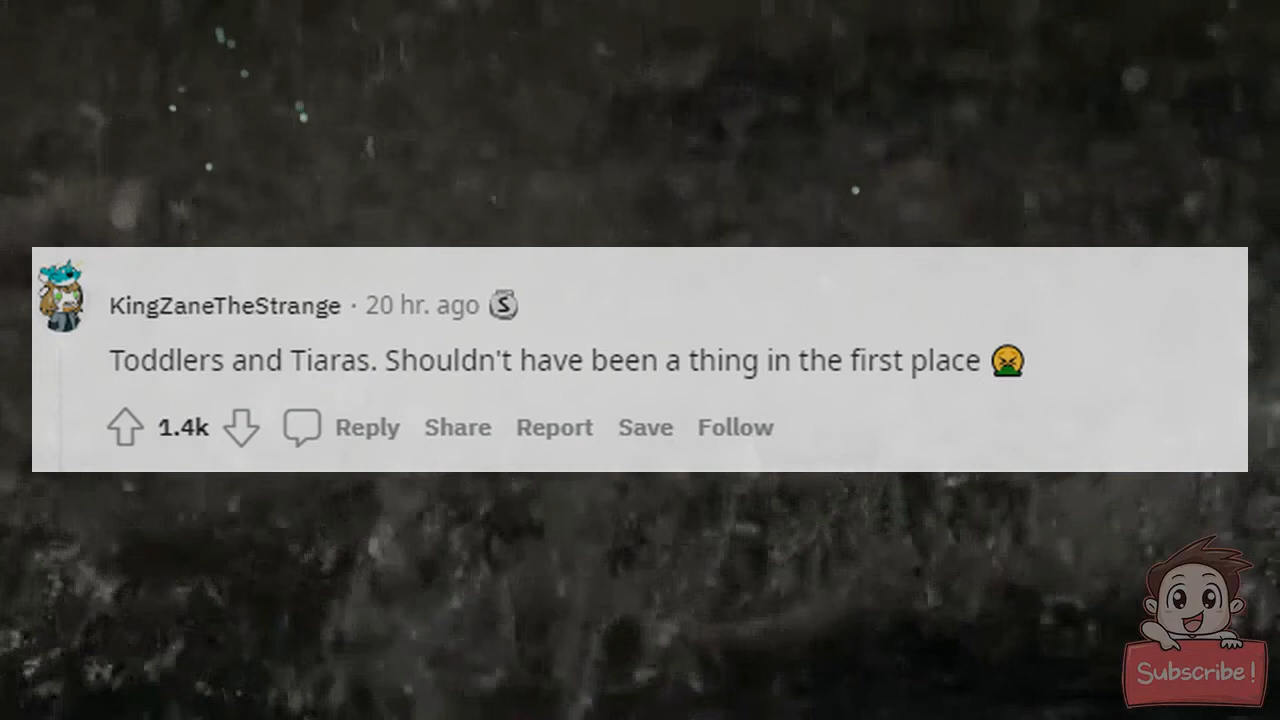 KingZaneTheStrange · 20 hr. ago S
Toddlers and Tiaras. Shouldn't have been a thing in the first place 🤮
1.4k Reply Share Report Save Follow
Subscribe!